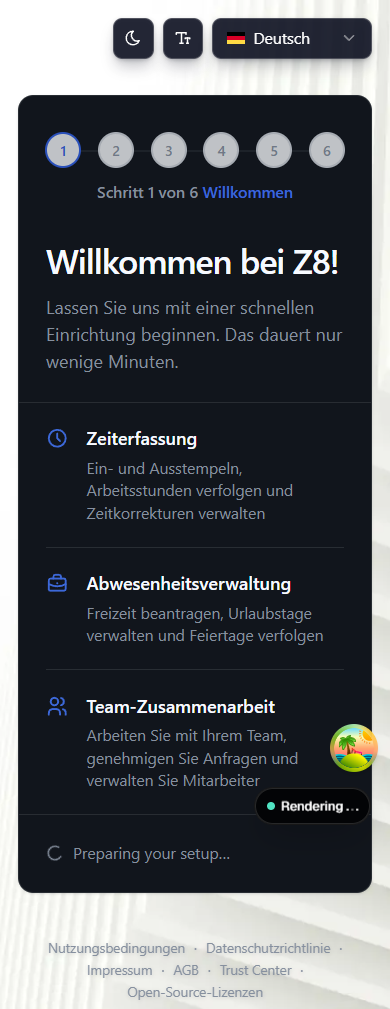 Deutsch
1 2 3 4 5 6
Schritt 1 von 6 Willkommen
Willkommen bei Z8!
Lassen Sie uns mit einer schnellen
Einrichtung beginnen. Das dauert nur
wenige Minuten.
Zeiterfassung
Ein- und Ausstempeln,
Arbeitsstunden verfolgen und
Zeitkorrekturen verwalten
Abwesenheitsverwaltung
Freizeit beantragen, Urlaubstage
verwalten und Feiertage verfolgen
Team-Zusammenarbeit
Arbeiten Sie mit Ihrem Team,
genehmigen Sie Anfragen und
verwalten Sie Mitarbeiter
Rendering ...
Preparing your setup...
Nutzungsbedingungen · Datenschutzrichtlinie ·
Impressum · AGB · Trust Center ·
Open-Source-Lizenzen